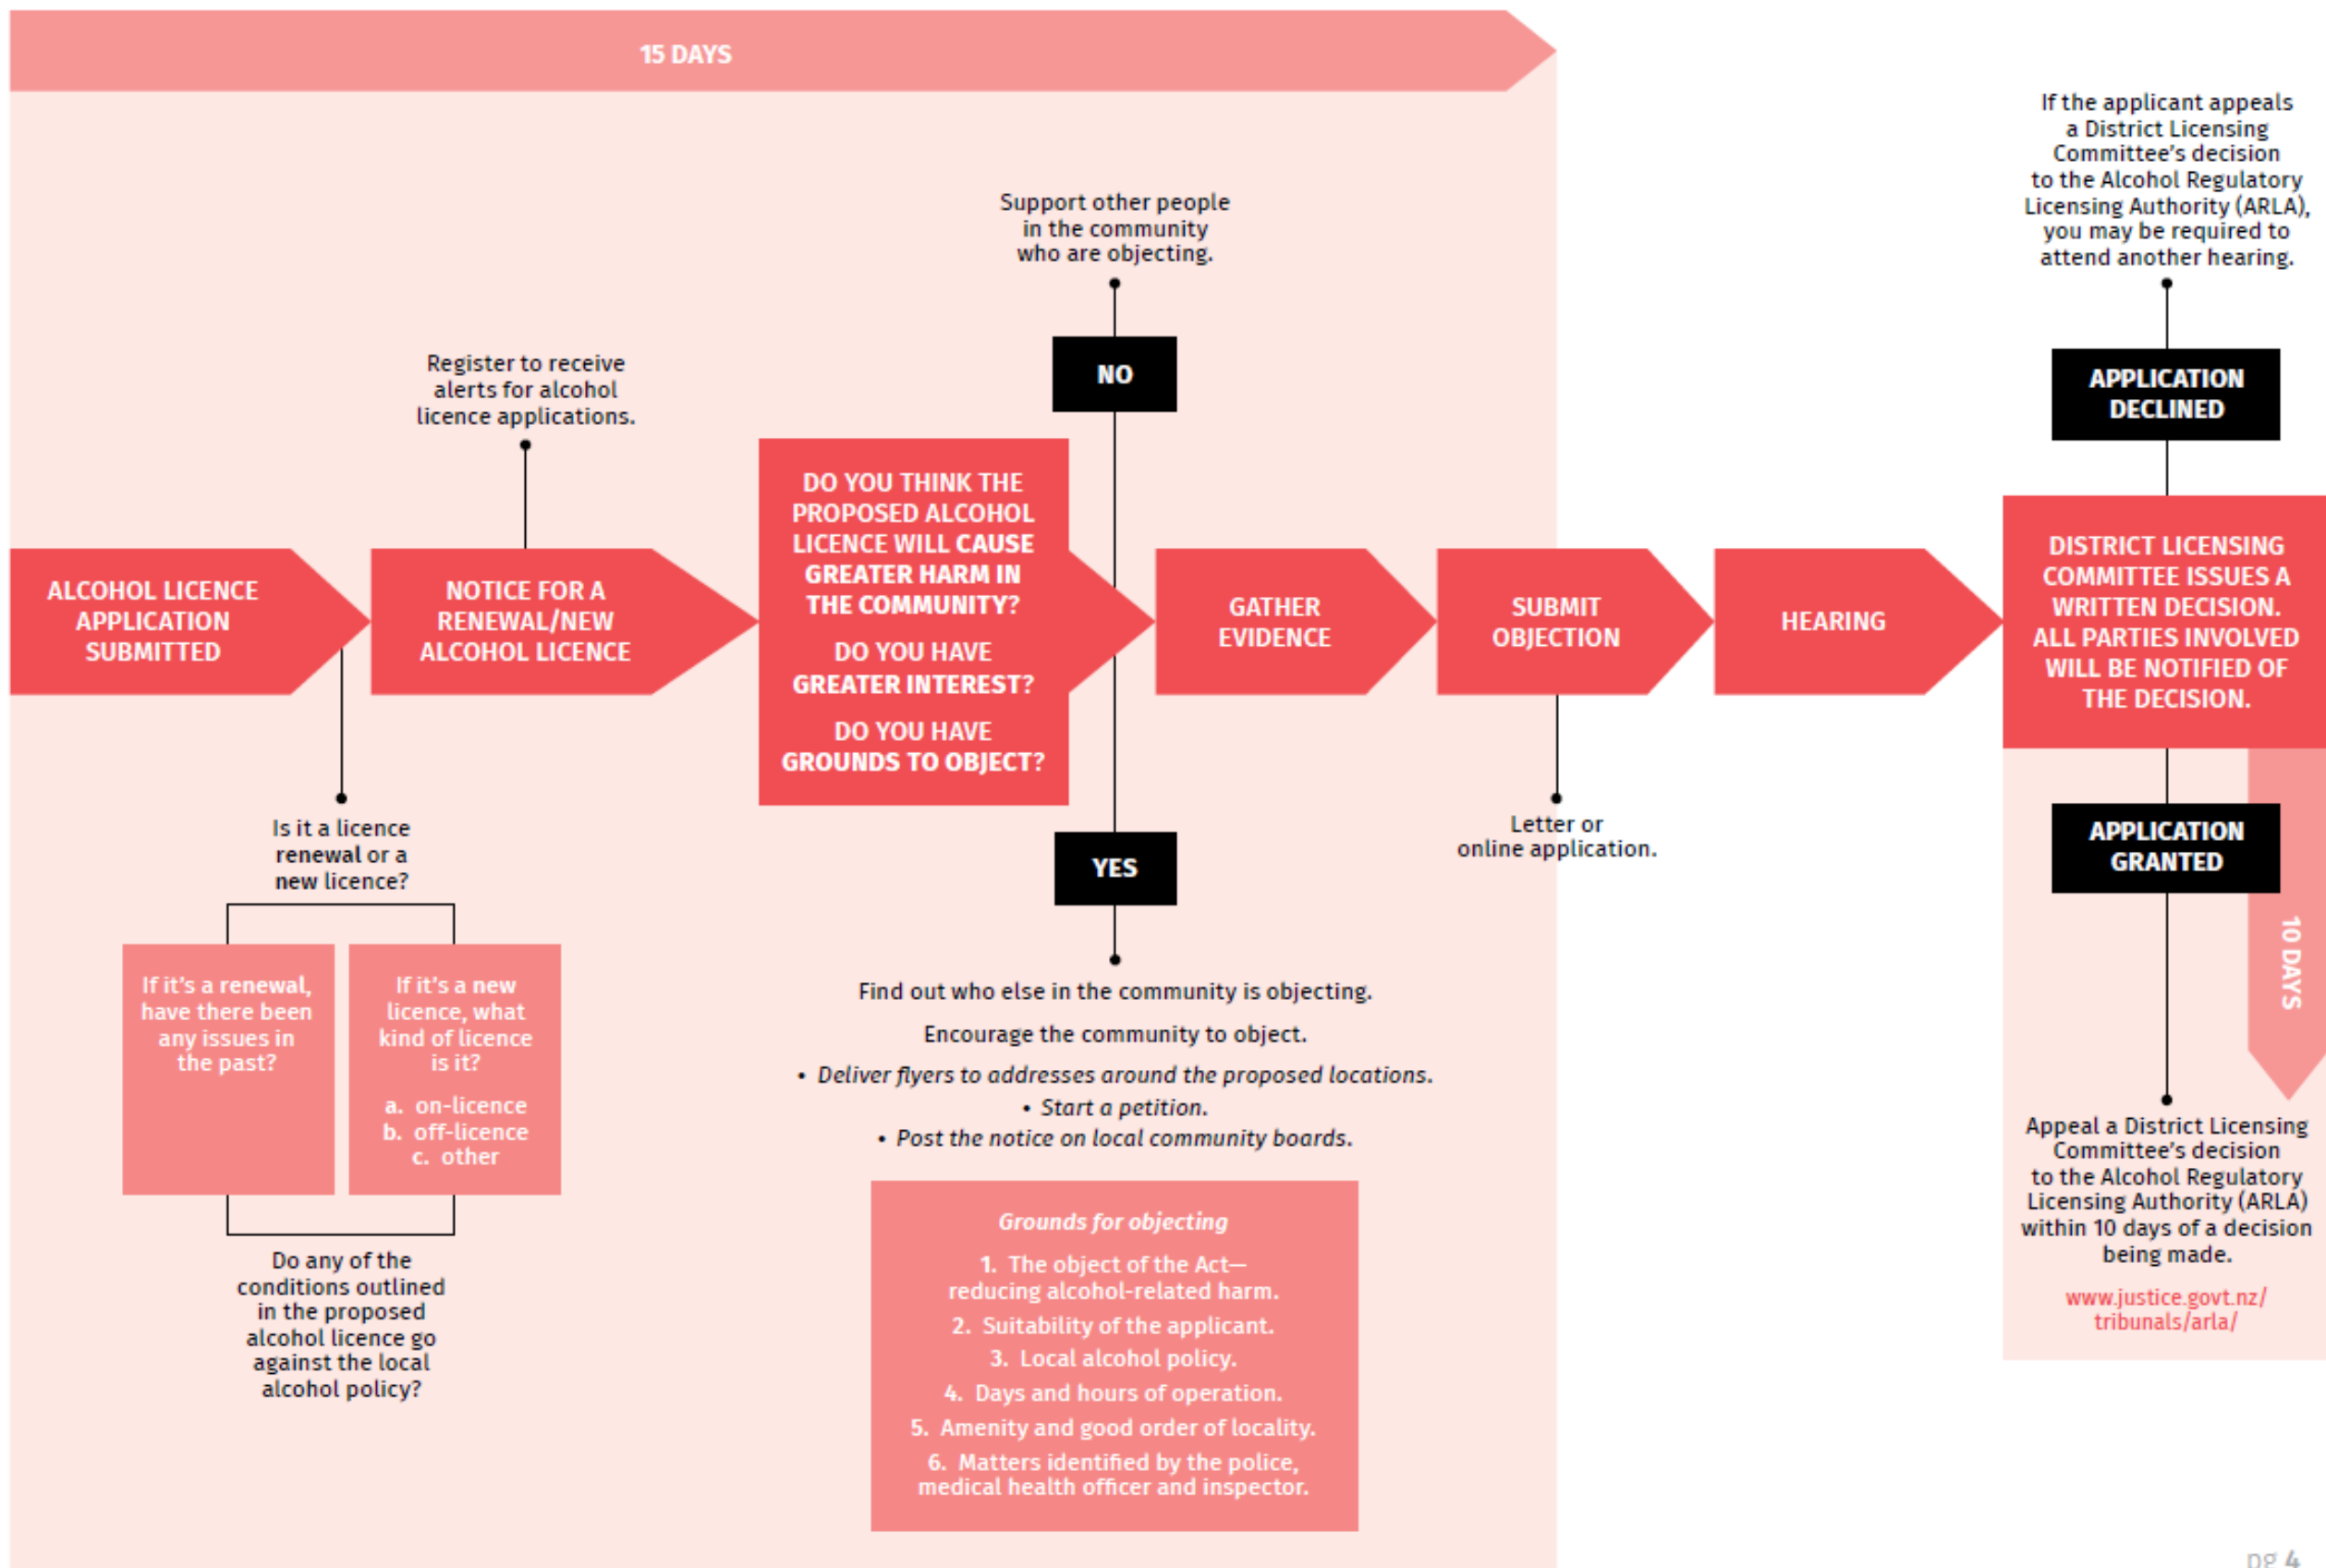 15 DAYS
If the applicant appeals
a District Licensing
Committee's decision
to the Alcohol Regulatory
Licensing Authority (ARLA),
you may be required to
attend another hearing.
Support other people
in the community
who are objecting.
NO
APPLICATION
DECLINED
Register to receive
alerts for alcohol
licence applications.
ALCOHOL LICENCE
APPLICATION
SUBMITTED
NOTICE FOR A
RENEWAL/NEW
ALCOHOL LICENCE
DO YOU THINK THE
PROPOSED ALCOHOL
LICENCE WILL CAUSE
GREATER HARM IN
THE COMMUNITY?
DO YOU HAVE
GREATER INTEREST?
DO YOU HAVE
GROUNDS TO OBJECT?
GATHER
EVIDENCE
SUBMIT
OBJECTION
HEARING
DISTRICT LICENSING
COMMITTEE ISSUES A
WRITTEN DECISION.
ALL PARTIES INVOLVED
WILL BE NOTIFIED OF
THE DECISION.
Is it a licence
renewal or a
new licence?
If it's a renewal,
have there been
any issues in
the past?
If it's a new
licence, what
kind of licence
is it?
a. on-licence
b. off-licence
c. other
Do any of the
conditions outlined
in the proposed
alcohol licence go
against the local
alcohol policy?
YES
Find out who else in the community is objecting.
Encourage the community to object.
• Deliver flyers to addresses around the proposed locations.
• Start a petition.
• Post the notice on local community boards.
Grounds for objecting
1. The object of the Act—
reducing alcohol-related harm.
2. Suitability of the applicant.
3. Local alcohol policy.
4. Days and hours of operation.
5. Amenity and good order of locality.
6. Matters identified by the police,
medical health officer and inspector.
Letter or
online application.
APPLICATION
GRANTED
10 DAYS
Appeal a District Licensing
Committee's decision
to the Alcohol Regulatory
Licensing Authority (ARLA)
within 10 days of a decision
being made.
www.justice.govt.nz/
tribunals/arla/
pg 4